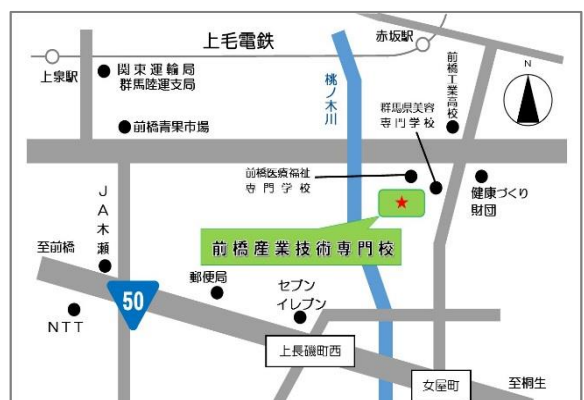 上毛電鉄
赤坂駅
上泉駅
関東運輸局
群馬陸運支局
桃ノ木川
前橋工業高校
N
群馬県美容
専門学校
前橋青果市場
前橋医療福祉
専門学校
健康づくり
財団
JA木瀬
前橋産業技術専門校
至前橋
50
郵便局
セブン
イレブン
NTT
上長磯町西
女屋町
至桐生